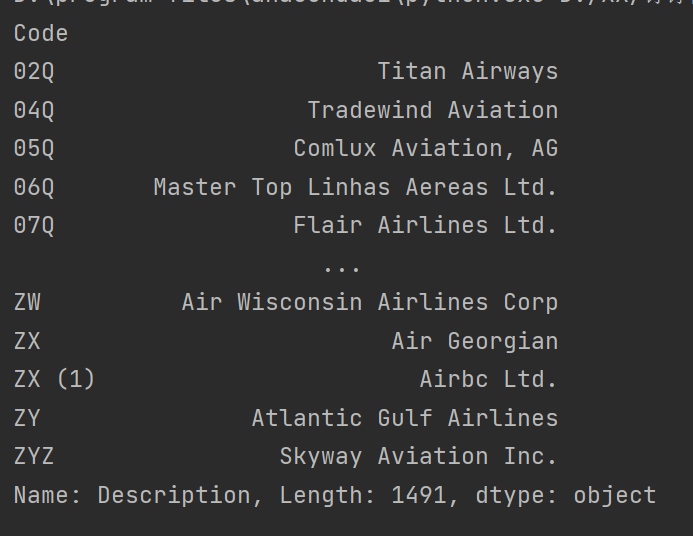 Code
02Q                       Titan Airways
04Q                  Tradewind Aviation
05Q                 Comlux Aviation, AG
06Q       Master Top Linhas Aereas Ltd.
07Q                 Flair Airlines Ltd.
                      ...
ZW          Air Wisconsin Airlines Corp
ZX                         Air Georgian
ZX (1)                       Airbc Ltd.
ZY               Atlantic Gulf Airlines
ZYZ                Skyway Aviation Inc.
Name: Description, Length: 1491, dtype: object